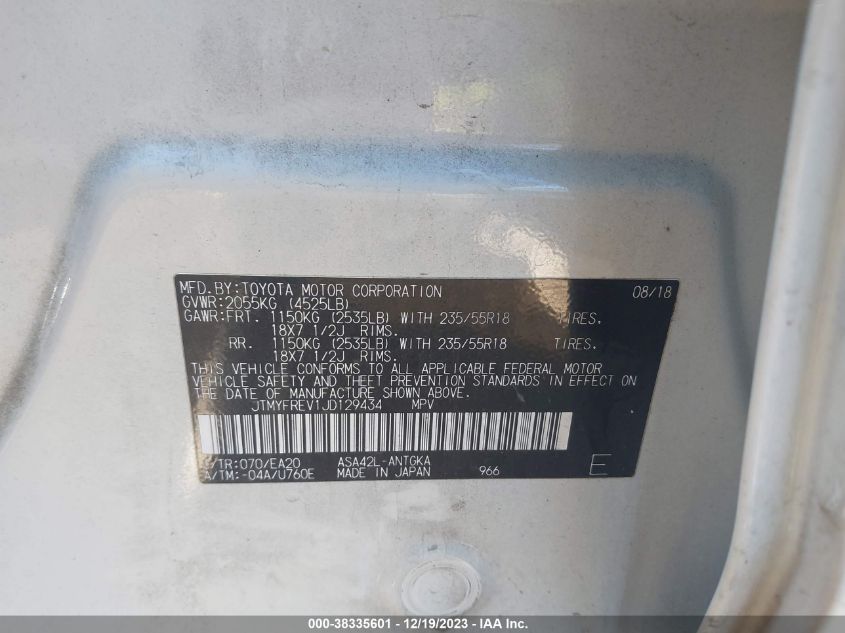 MFD.BY:TOYOTA MOTOR CORPORATION 08/18
GVWR:2055KG (4525LB)
GAWR:FRT. 1150KG (2535LB) WITH 235/55R18 TIRES.
18X7 1/2J RIMS.
RR. 1150KG (2535LB) WITH 235/55R18 TIRES.
18X7 1/2J RIMS.
THIS VEHICLE CONFORMS TO ALL APPLICABLE FEDERAL MOTOR
VEHICLE SAFETY AND THEFT PREVENTION STANDARDS IN EFFECT ON
THE DATE OF MANUFACTURE SHOWN ABOVE.
JTMYFREV1JD129434 MPV
C/TR:070/EA20 ASA42L-ANTGKA
A/TM:-04A/U760E MADE IN JAPAN 966 E
000-38335601 - 12/19/2023 - IAA Inc.